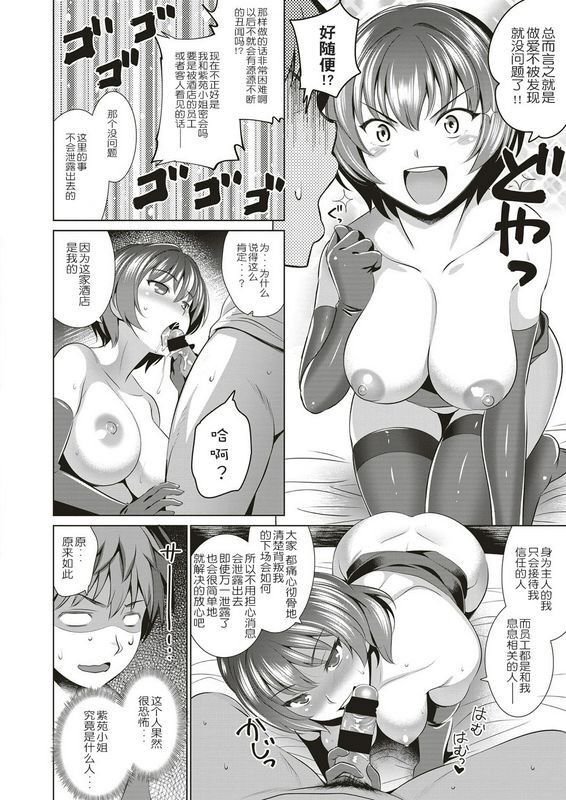 总而言之就是
做爱不被发现
就没问题了!!
好随便!?
どやっ
那样做的话非常困难啊
以后不就会有源源不断
的丑闻吗!?
现在不正好是
我和紫苑小姐密会吗
要是被酒店的员工
或者客人看见的话——
那个没问题
这里的事
不会泄露出去的
ゴゴゴ
ゴゴゴ
为···为什么
说得这么
肯定···?
因为这家酒店
是我的
哈啊?
身为主人的我
只会接待我
信任的人
而员工都是和我
息息相关的人···
大家 都痛心彻骨地
清楚背叛我
的下场会如何
所以不用担心消息
会泄露出去
即使万一泄露了
也会很简单地
就解决的放心吧
はむ
はむっ♥
かじっ
原···
原来如此
这个人果然
很恐怖···
紫苑小姐
究竟是什么人···